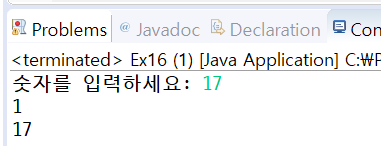 Problems @ Javadoc Declaration Con
<terminated> Ex16 (1) [Java Application] C:₩P
숫자를 입력하세요: 17
1
17